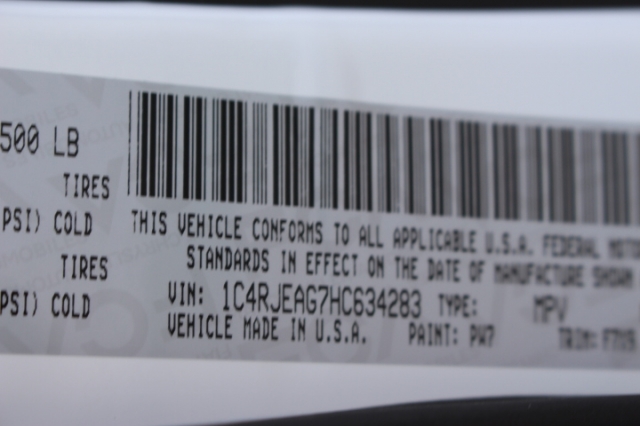 500 LB
TIRES
PSI) COLD
THIS VEHICLE CONFORMS TO ALL APPLICABLE U.S.A. FEDERAL
TIRES
STANDARDS IN EFFECT ON THE DATE OF MANUFACTURE SHOWN
PSI) COLD
VIN: 1C4RJEAG7HC634283 TYPE: MPV
VEHICLE MADE IN U.S.A. PAINT: PW7 TRIM: